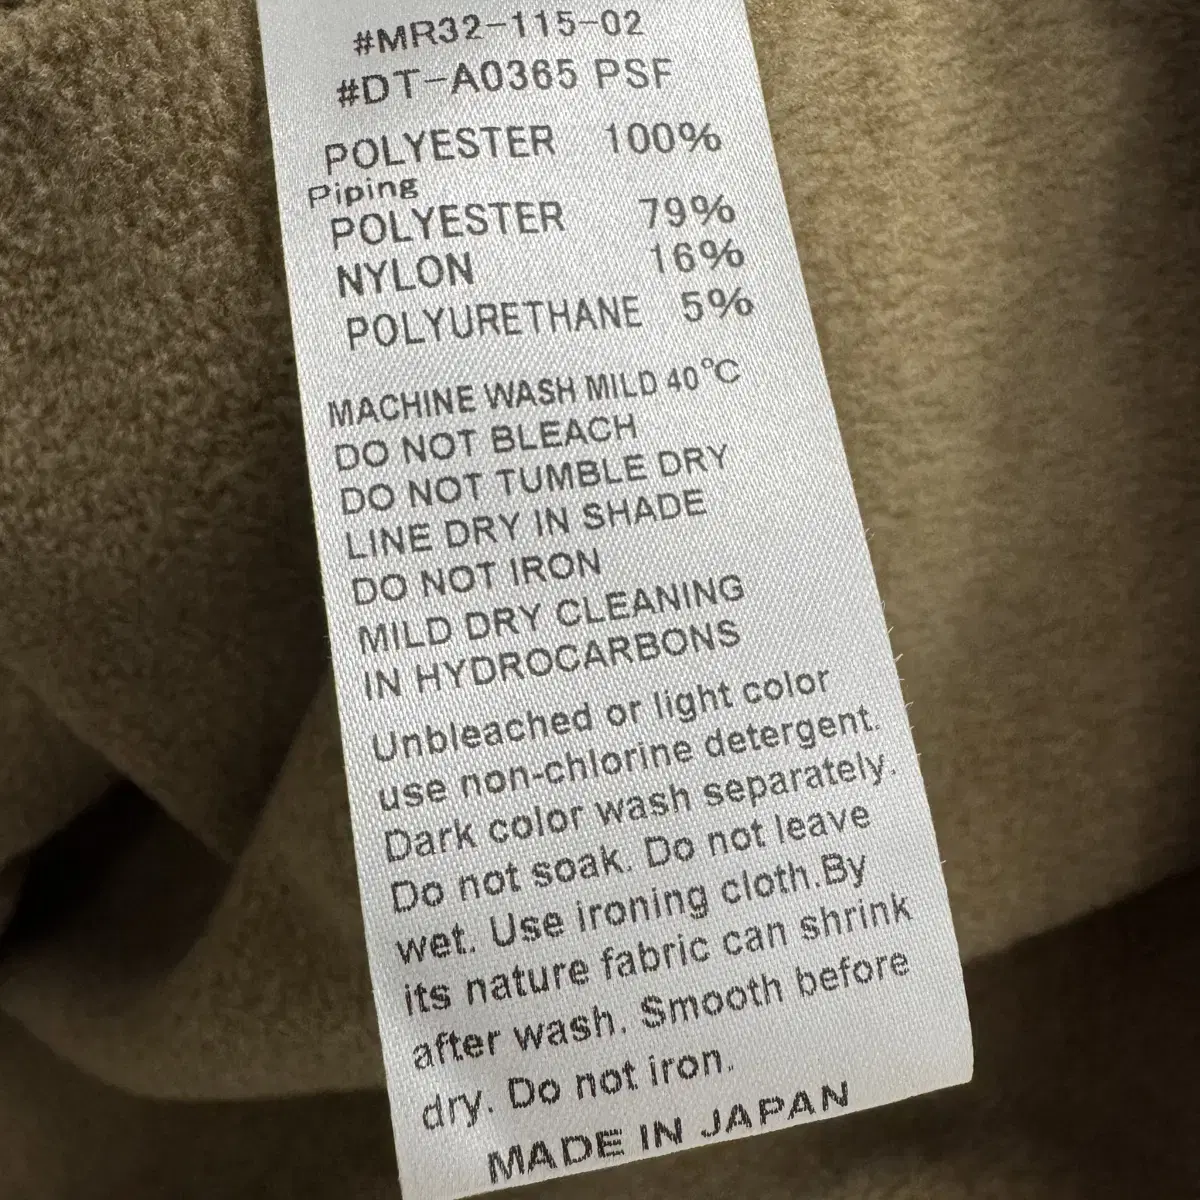 #MR32-115-02
#DT-A0365 PSF
POLYESTER 100%
Piping
POLYESTER 79%
NYLON 16%
POLYURETHANE 5%
MACHINE WASH MILD 40°C
DO NOT BLEACH
DO NOT TUMBLE DRY
LINE DRY IN SHADE
DO NOT IRON
MILD DRY CLEANING
IN HYDROCARBONS
Unbleached or light color
use non-chlorine detergent.
Dark color wash separately.
Do not soak. Do not leave
wet. Use ironing cloth.By
its nature fabric can shrink
after wash. Smooth before
dry. Do not iron.
MADE IN JAPAN